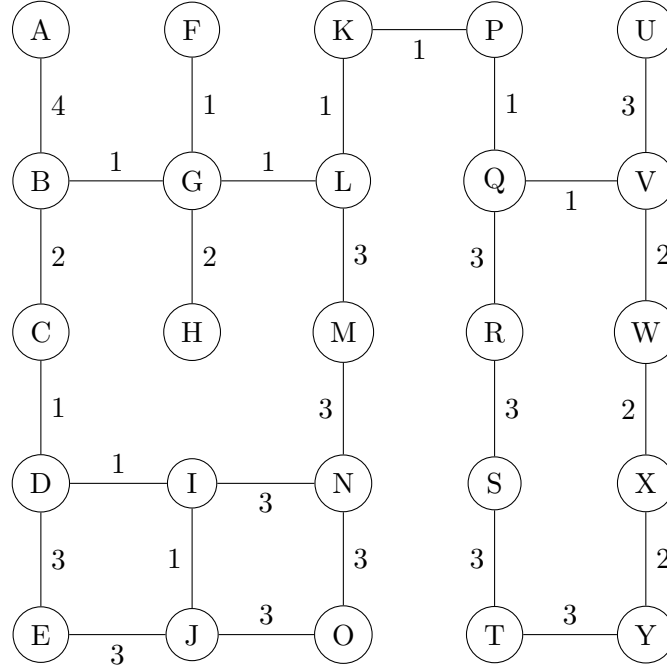 A F K P U
1
4 1 1 1 3
1 1
B G L Q V
1
2 2 3 3 2
C H M R W
1 3 3 2
1
D I N S X
3
3 1 3 3 2
3 3
E J O T Y
3